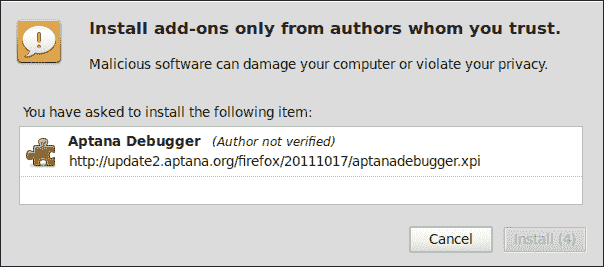 Install add-ons only from authors whom you trust.
Malicious software can damage your computer or violate your privacy.
You have asked to install the following item:
Aptana Debugger (Author not verified)
http://update2.aptana.org/firefox/20111017/aptanadebugger.xpi
Cancel Install (4)